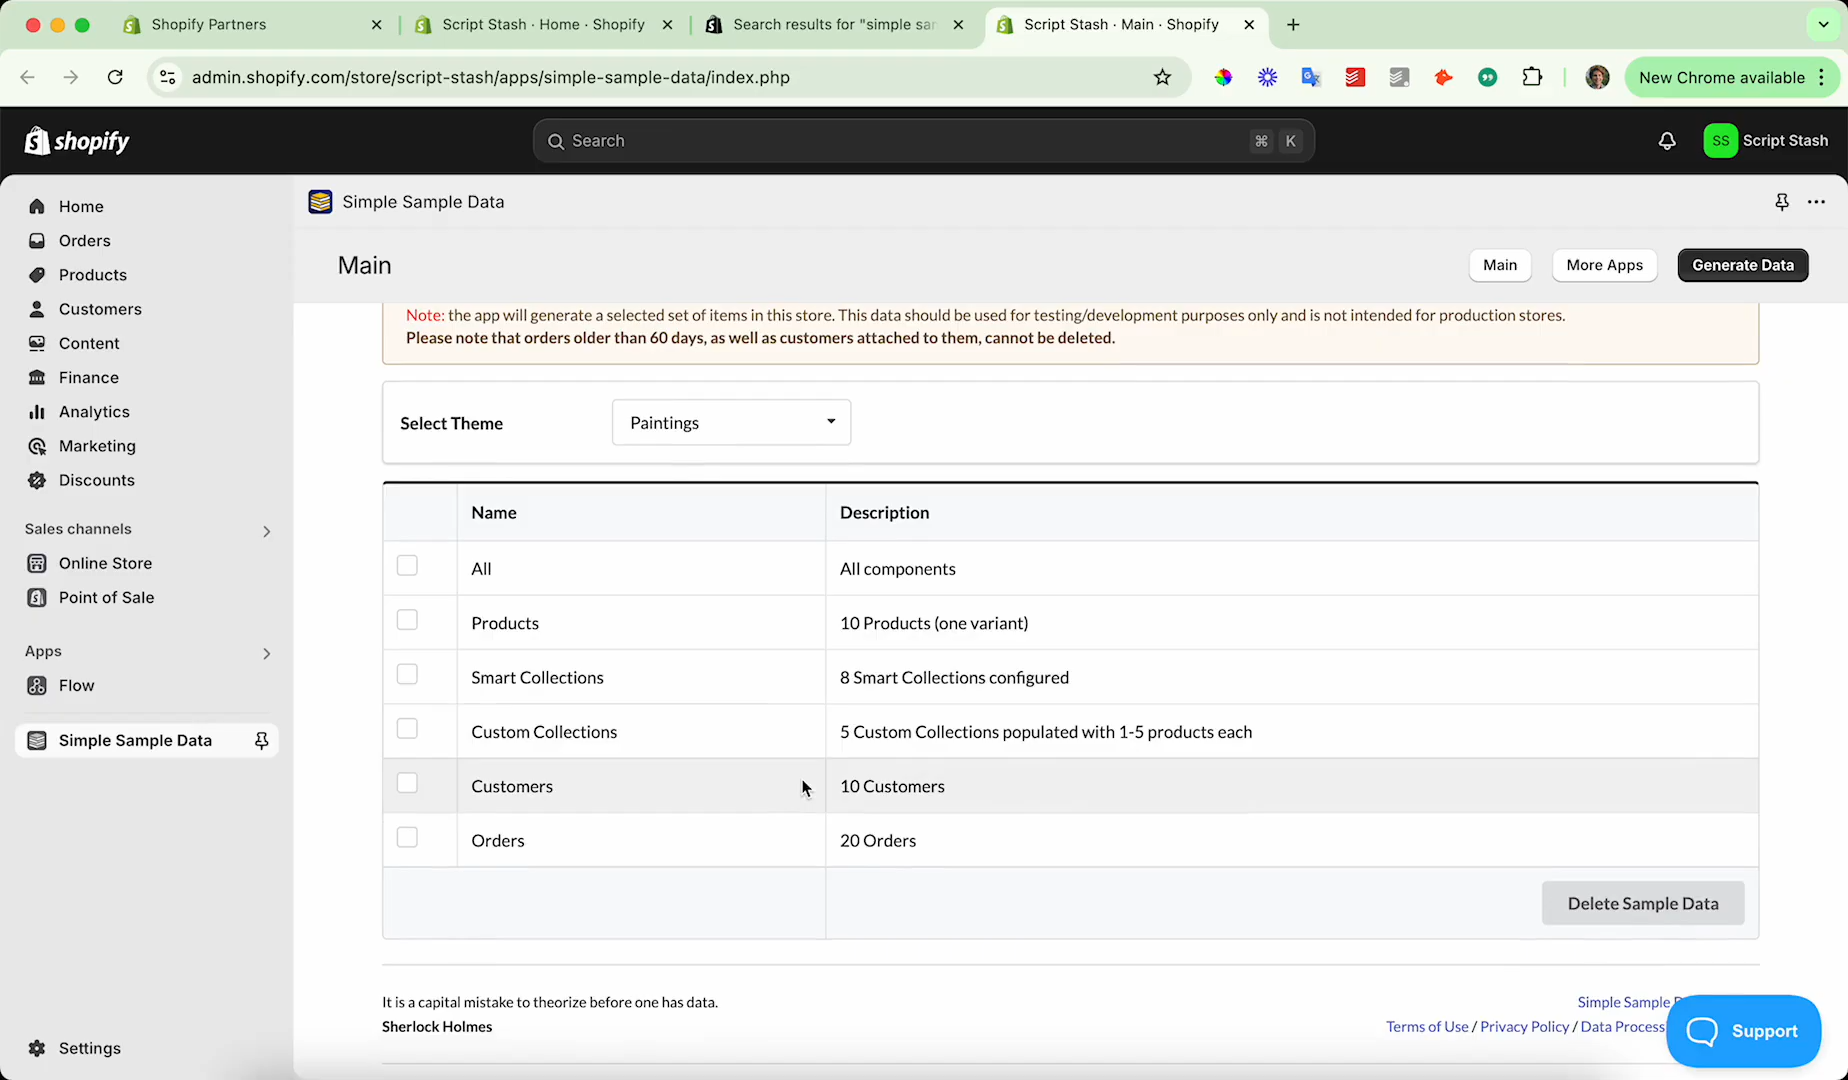 Shopify Partners
Script Stash · Home · Shopify
Search results for "simple sam
Script Stash · Main · Shopify
admin.shopify.com/store/script-stash/apps/simple-sample-data/index.php
New Chrome available
shopify
Search
⌘ K
SS Script Stash
Home
Orders
Products
Customers
Content
Finance
Analytics
Marketing
Discounts
Sales channels
Online Store
Point of Sale
Apps
Flow
Simple Sample Data
Settings
Simple Sample Data
Main
Main
More Apps
Generate Data
Note: the app will generate a selected set of items in this store. This data should be used for testing/development purposes only and is not intended for production stores.
Please note that orders older than 60 days, as well as customers attached to them, cannot be deleted.
Select Theme
Paintings
Name Description
All All components
Products 10 Products (one variant)
Smart Collections 8 Smart Collections configured
Custom Collections 5 Custom Collections populated with 1-5 products each
Customers 10 Customers
Orders 20 Orders
Delete Sample Data
It is a capital mistake to theorize before one has data.
Sherlock Holmes
Simple Sample
Terms of Use / Privacy Policy / Data Process
Support